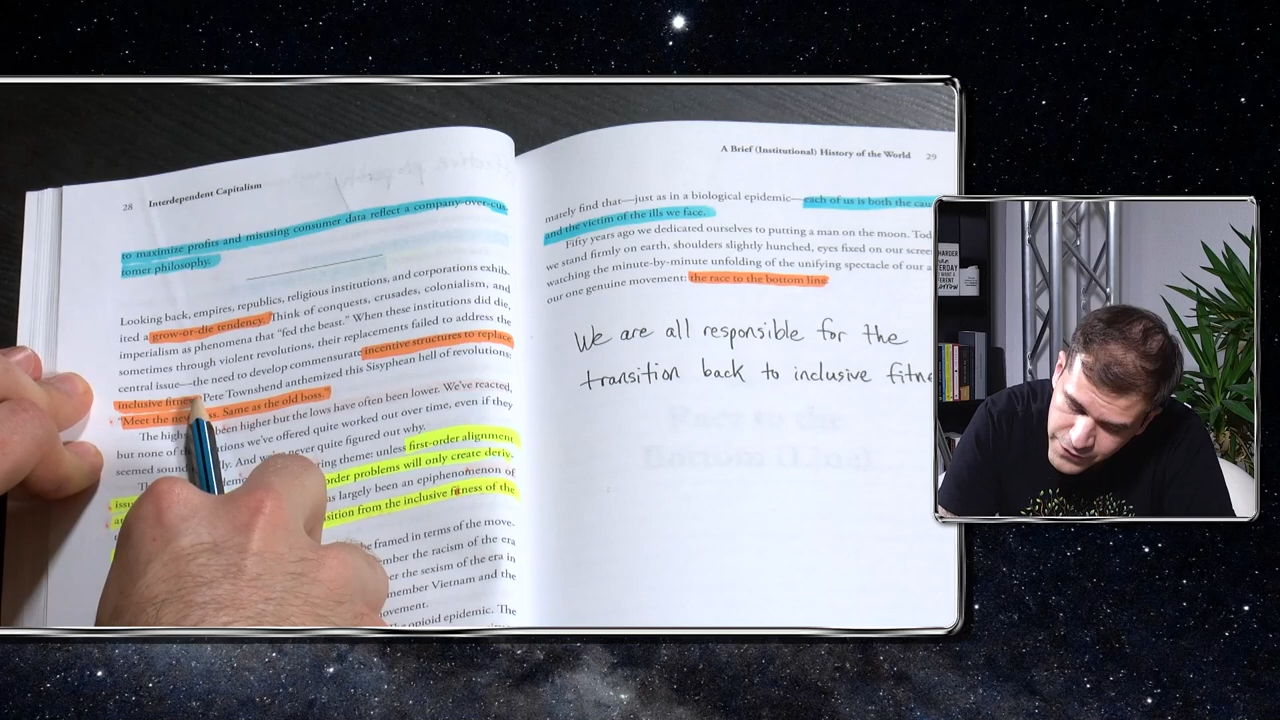 28 Interdependent Capitalism
to maximize profits and misusing consumer data reflect a company-over-cus-
tomer philosophy.
Looking back, empires, republics, religious institutions, and corporations exhib-
ited a grow-or-die tendency. Think of conquests, crusades, colonialism, and
imperialism as phenomena that “fed the beast.” When these institutions did die,
sometimes through violent revolutions, their replacements failed to address the
central issue—the need to develop commensurate incentive structures to replace
inclusive fitness. Pete Townshend anthemized this Sisyphean hell of revolutions:
“Meet the new boss. Same as the old boss.”
The highs been higher but the lows have often been lower. We’ve reacted,
but none of the we’ve offered quite worked out over time, even if they
seemed sound And we’ve never quite figured out why.
theme: unless first-order alignment
order problems will only create deriv-
as largely been an epiphenomenon of
from the inclusive fitness of the
be framed in terms of the move-
the racism of the era
the sexism of the era in
member Vietnam and the
movement.
opioid epidemic. The
A Brief (Institutional) History of the World 29
mately find that—just as in a biological epidemic—each of us is both the
and the victim of the ills we face.
Fifty years ago we dedicated ourselves to putting a man on the moon.
we stand firmly on earth, shoulders slightly hunched, eyes fixed on our
watching the minute-by-minute unfolding of the unifying spectacle of our
our one genuine movement: the race to the bottom line.
We are all responsible for the
transition back to inclusive
HARDER
THAN
YESTERDAY